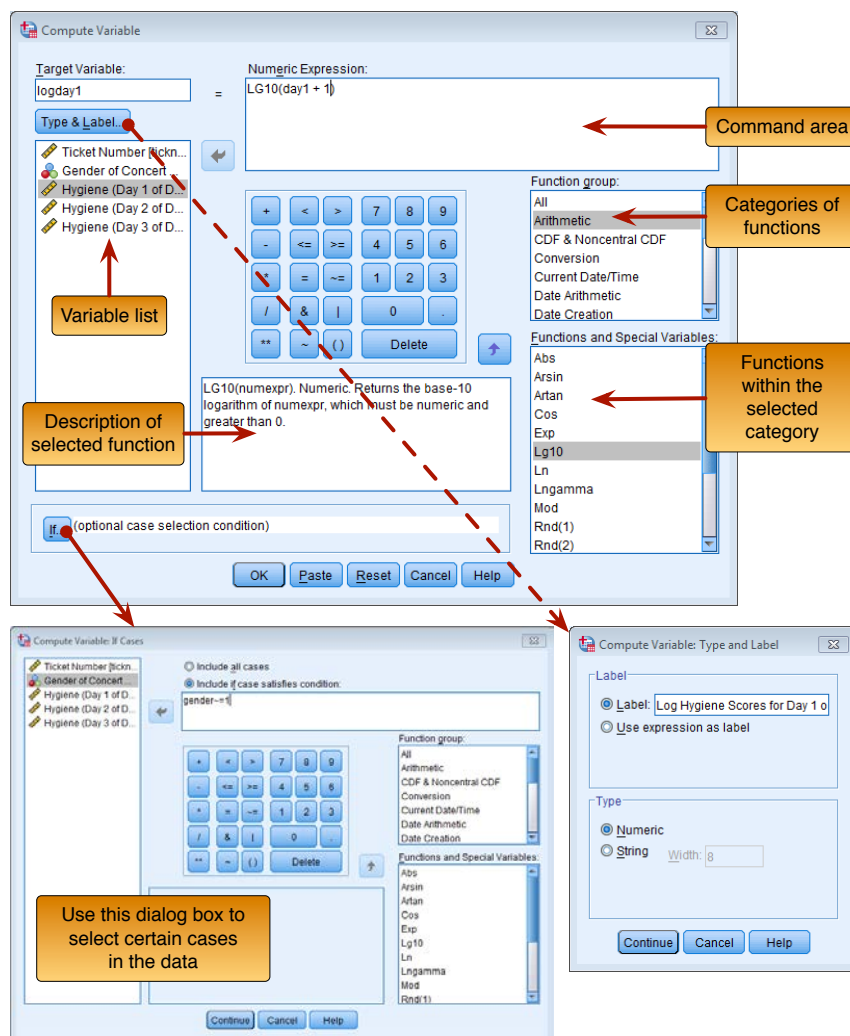 Compute Variable
Target Variable:
logday1
=
Numeric Expression:
LG10(day1 + 1)
Type & Label...
Command area
Ticket Number [tickn...
Gender of Concert ...
Hygiene (Day 1 of D...
Hygiene (Day 2 of D...
Hygiene (Day 3 of D...
Variable list
+ < > 7 8 9
- <= >= 4 5 6
* = ~= 1 2 3
/ & | 0 .
** ~ ( ) Delete
Function group:
All
Arithmetic
CDF & Noncentral CDF
Conversion
Current Date/Time
Date Arithmetic
Date Creation
Categories of
functions
Functions and Special Variables:
Abs
Arsin
Artan
Cos
Exp
Lg10
Ln
Lngamma
Mod
Rnd(1)
Rnd(2)
Functions
within the
selected
category
LG10(numexpr). Numeric. Returns the base-10
logarithm of numexpr, which must be numeric and
greater than 0.
Description of
selected function
If... (optional case selection condition)
OK Paste Reset Cancel Help
Compute Variable: If Cases
Ticket Number [tickn...
Gender of Concert ...
Hygiene (Day 1 of D...
Hygiene (Day 2 of D...
Hygiene (Day 3 of D...
Include all cases
Include if case satisfies condition:
gender~=1
+ < > 7 8 9
- <= >= 4 5 6
* = ~= 1 2 3
/ & | 0 .
** ~ ( ) Delete
Function group:
All
Arithmetic
CDF & Noncentral CDF
Conversion
Current Date/Time
Date Arithmetic
Date Creation
Functions and Special Variables:
Abs
Arsin
Artan
Cos
Exp
Lg10
Ln
Lngamma
Mod
Rnd(1)
Use this dialog box to
select certain cases
in the data
Continue Cancel Help
Compute Variable: Type and Label
Label
Label: Log Hygiene Scores for Day 1 o
Use expression as label
Type
Numeric
String Width: 8
Continue Cancel Help